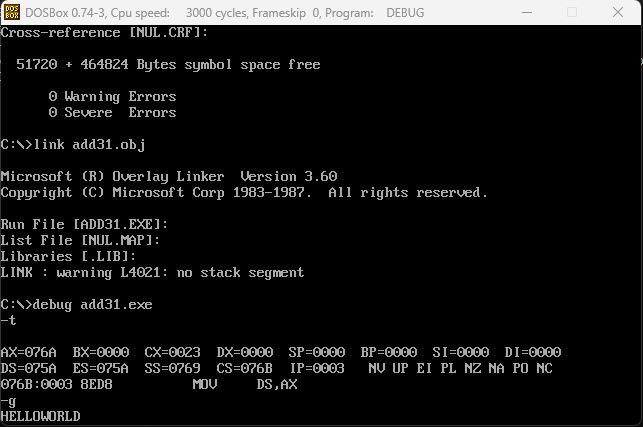 DOSBox 0.74-3, Cpu speed:    3000 cycles, Frameskip  0, Program:    DEBUG
Cross-reference [NUL.CRF]:
51720 + 464824 Bytes symbol space free
0 Warning Errors
0 Severe  Errors
C:\>link add31.obj
Microsoft (R) Overlay Linker  Version 3.60
Copyright (C) Microsoft Corp 1983-1987.  All rights reserved.
Run File [ADD31.EXE]:
List File [NUL.MAP]:
Libraries [.LIB]:
LINK : warning L4021: no stack segment
C:\>debug add31.exe
-t
AX=076A  BX=0000  CX=0023  DX=0000  SP=0000  BP=0000  SI=0000  DI=0000
DS=075A  ES=075A  SS=0769  CS=076B  IP=0003   NV UP EI PL NZ NA PO NC
076B:0003 8ED8          MOV     DS,AX
-g
HELLOWORLD